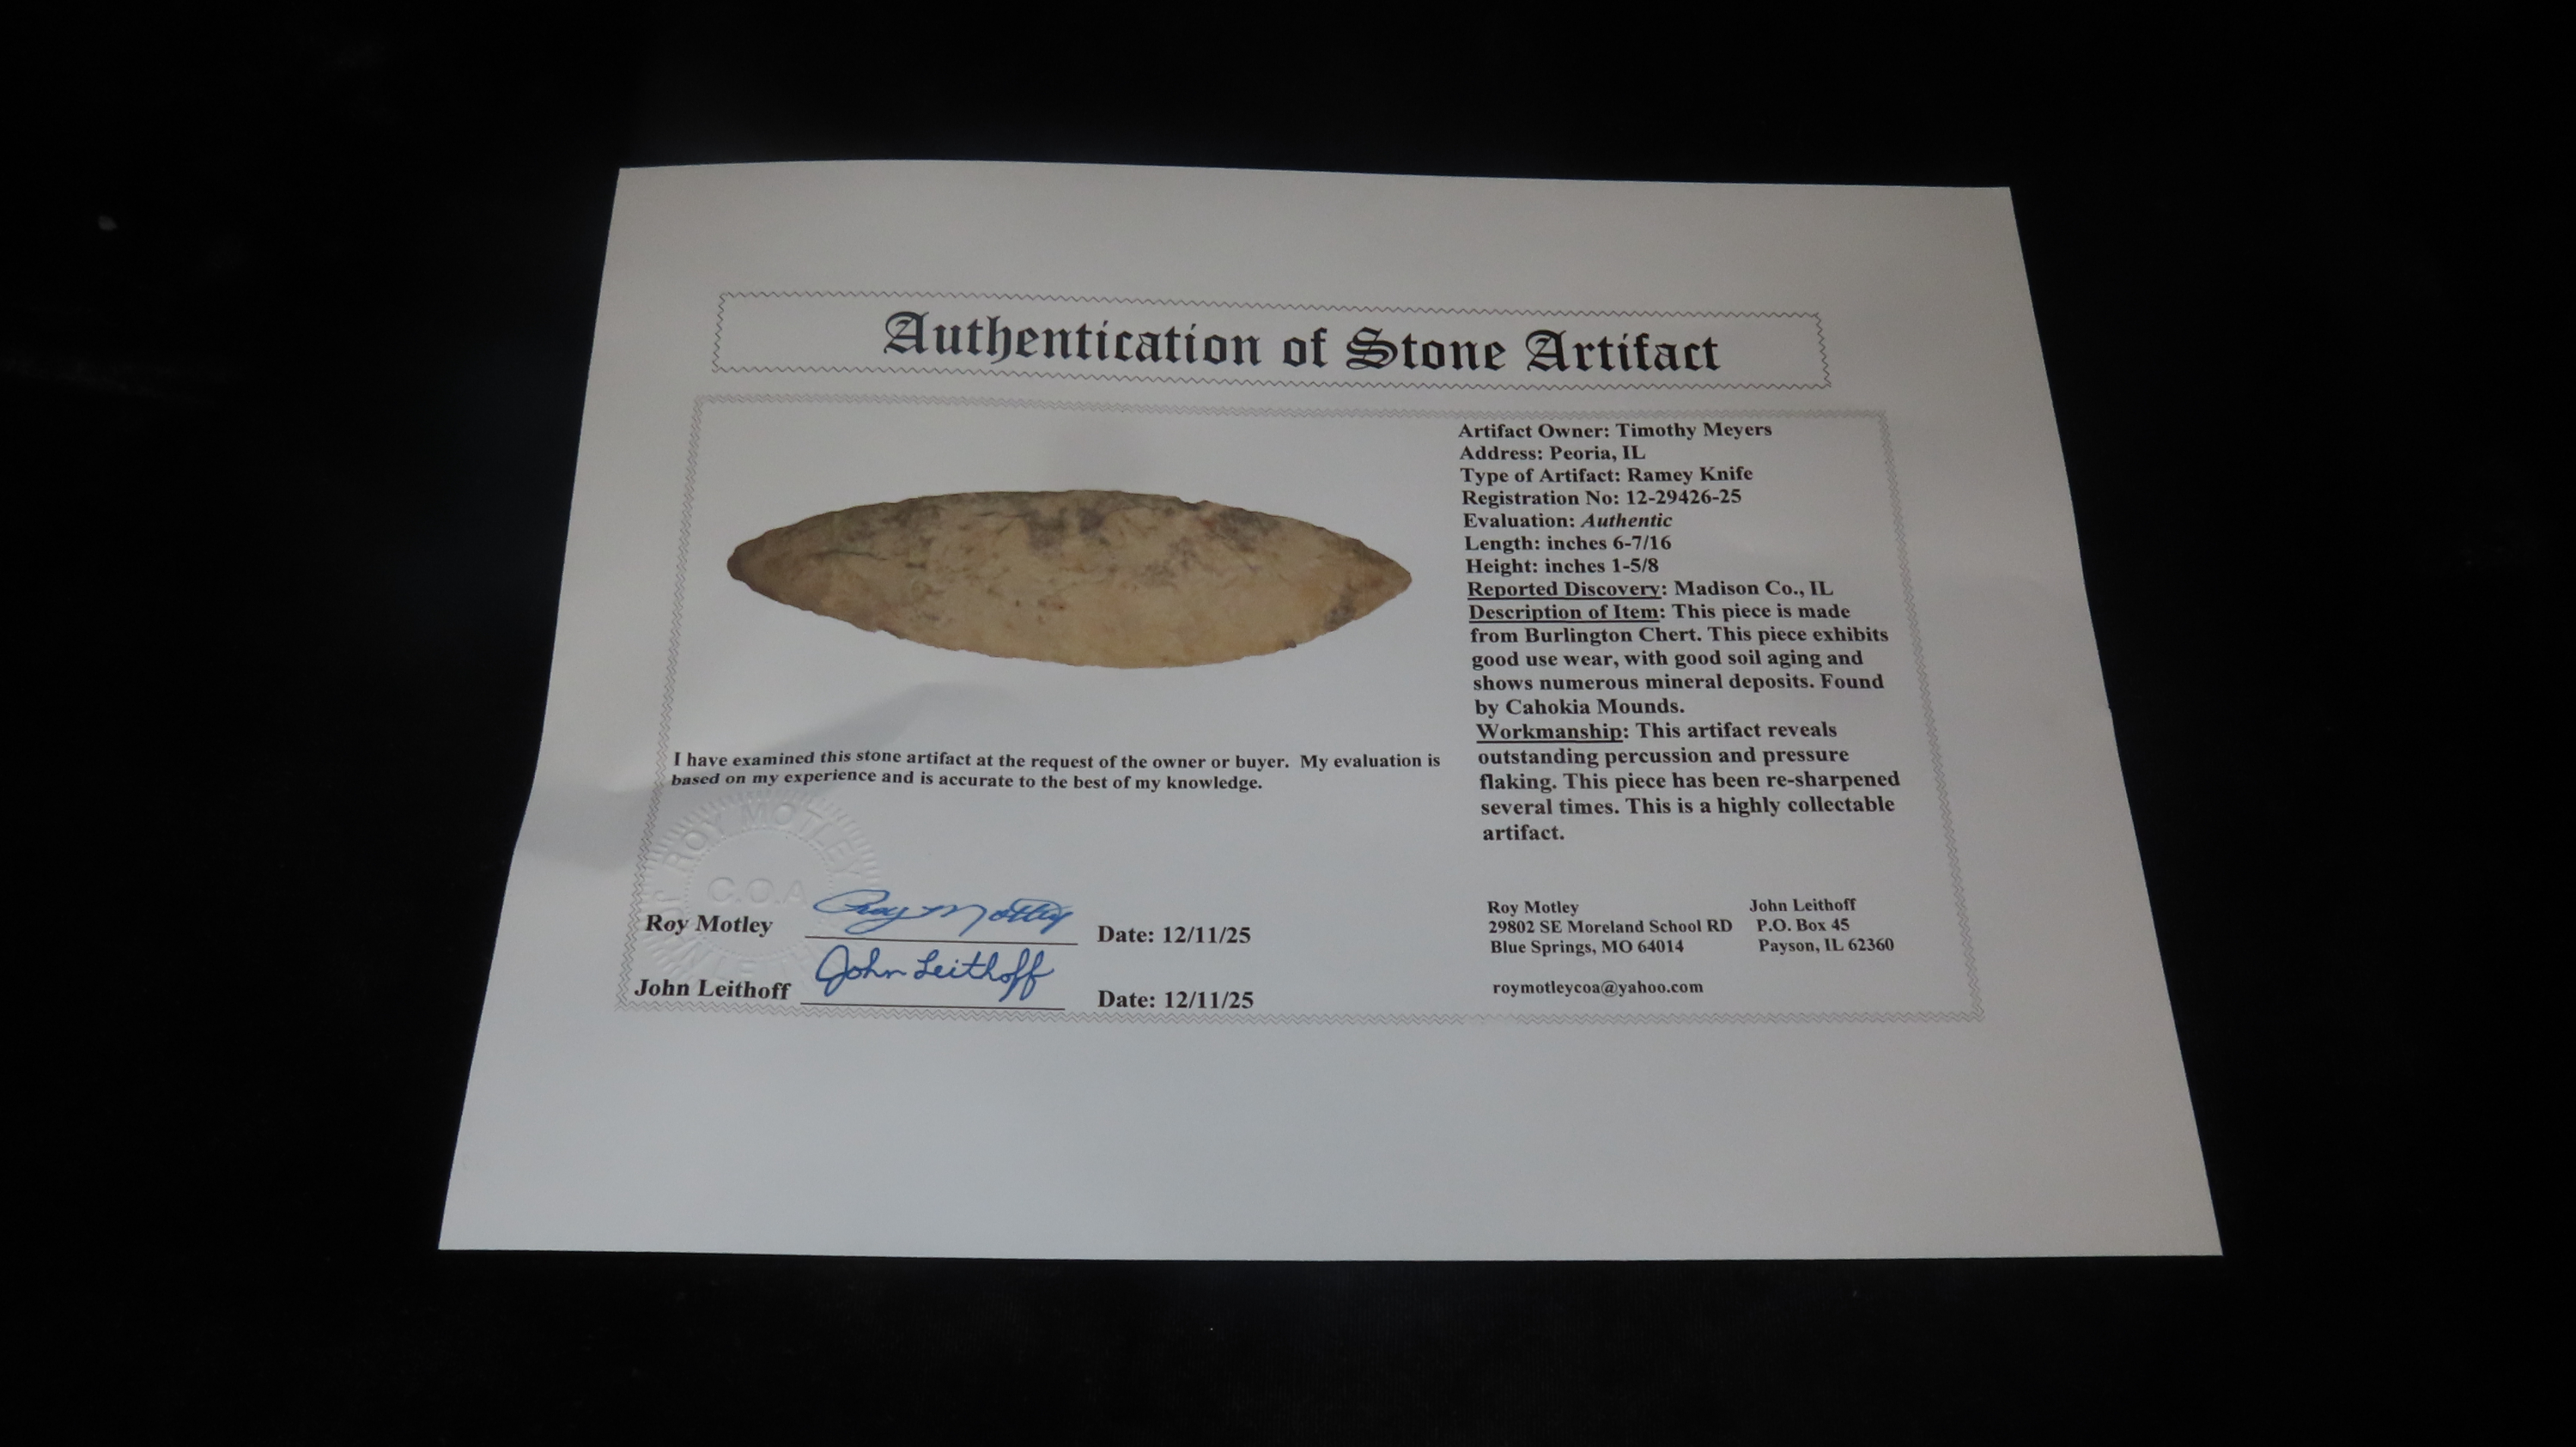 Authentication of Stone Artifact
Artifact Owner: Timothy Meyers
Address: Peoria, IL
Type of Artifact: Ramey Knife
Registration No: 12-29426-25
Evaluation: Authentic
Length: inches 6-7/16
Height: inches 1-5/8
Reported Discovery: Madison Co., IL
Description of Item: This piece is made
from Burlington Chert. This piece exhibits
good use wear, with good soil aging and
shows numerous mineral deposits. Found
by Cahokia Mounds.
Workmanship: This artifact reveals
outstanding percussion and pressure
flaking. This piece has been re-sharpened
several times. This is a highly collectable
artifact.
I have examined this stone artifact at the request of the owner or buyer. My evaluation is
based on my experience and is accurate to the best of my knowledge.
ROY MOTLEY
C.O.A
Roy Motley Roy Motley Date: 12/11/25
John Leithoff John Leithoff Date: 12/11/25
Roy Motley
29802 SE Moreland School RD
Blue Springs, MO 64014
roymotleycoa@yahoo.com
John Leithoff
P.O. Box 45
Payson, IL 62360